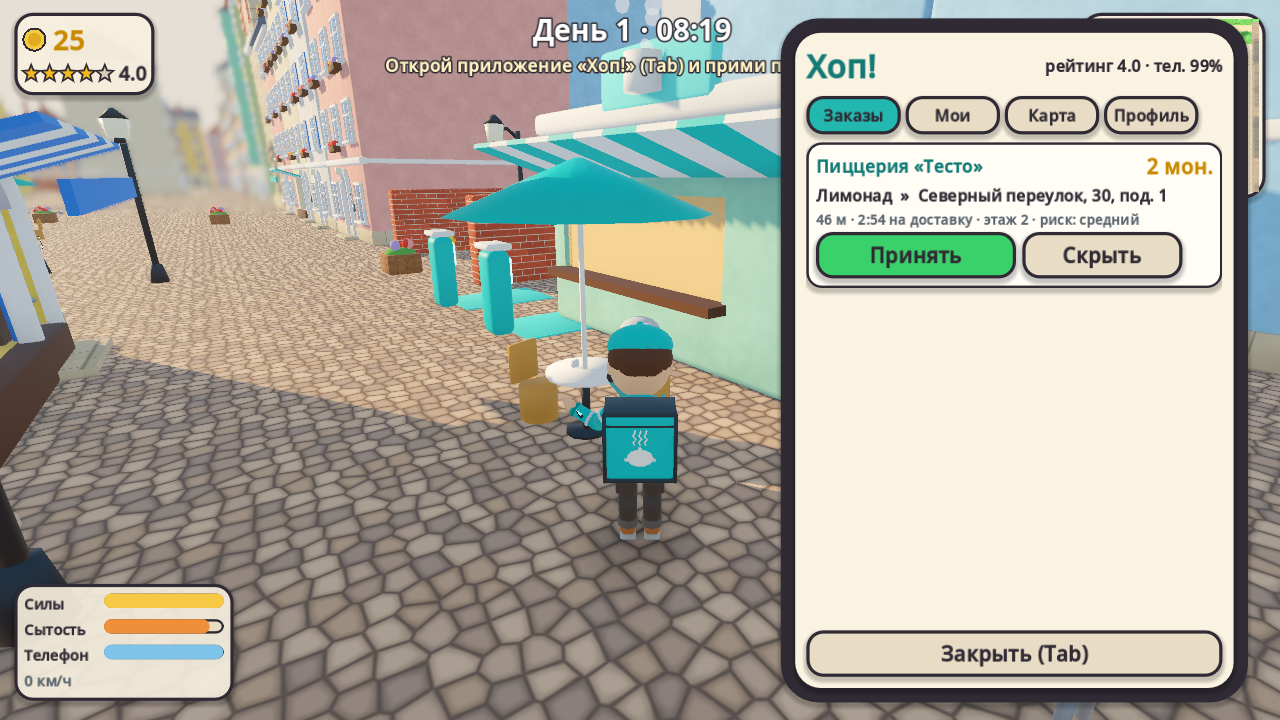 25
4.0
День 1 · 08:19
Открой приложение «Хоп!» (Tab) и прими п
Хоп!
рейтинг 4.0 · тел. 99%
Заказы
Мои
Карта
Профиль
Пиццерия «Тесто»
2 мон.
Лимонад » Северный переулок, 30, под. 1
46 м · 2:54 на доставку · этаж 2 · риск: средний
Принять
Скрыть
Закрыть (Tab)
Силы
Сытость
Телефон
0 км/ч